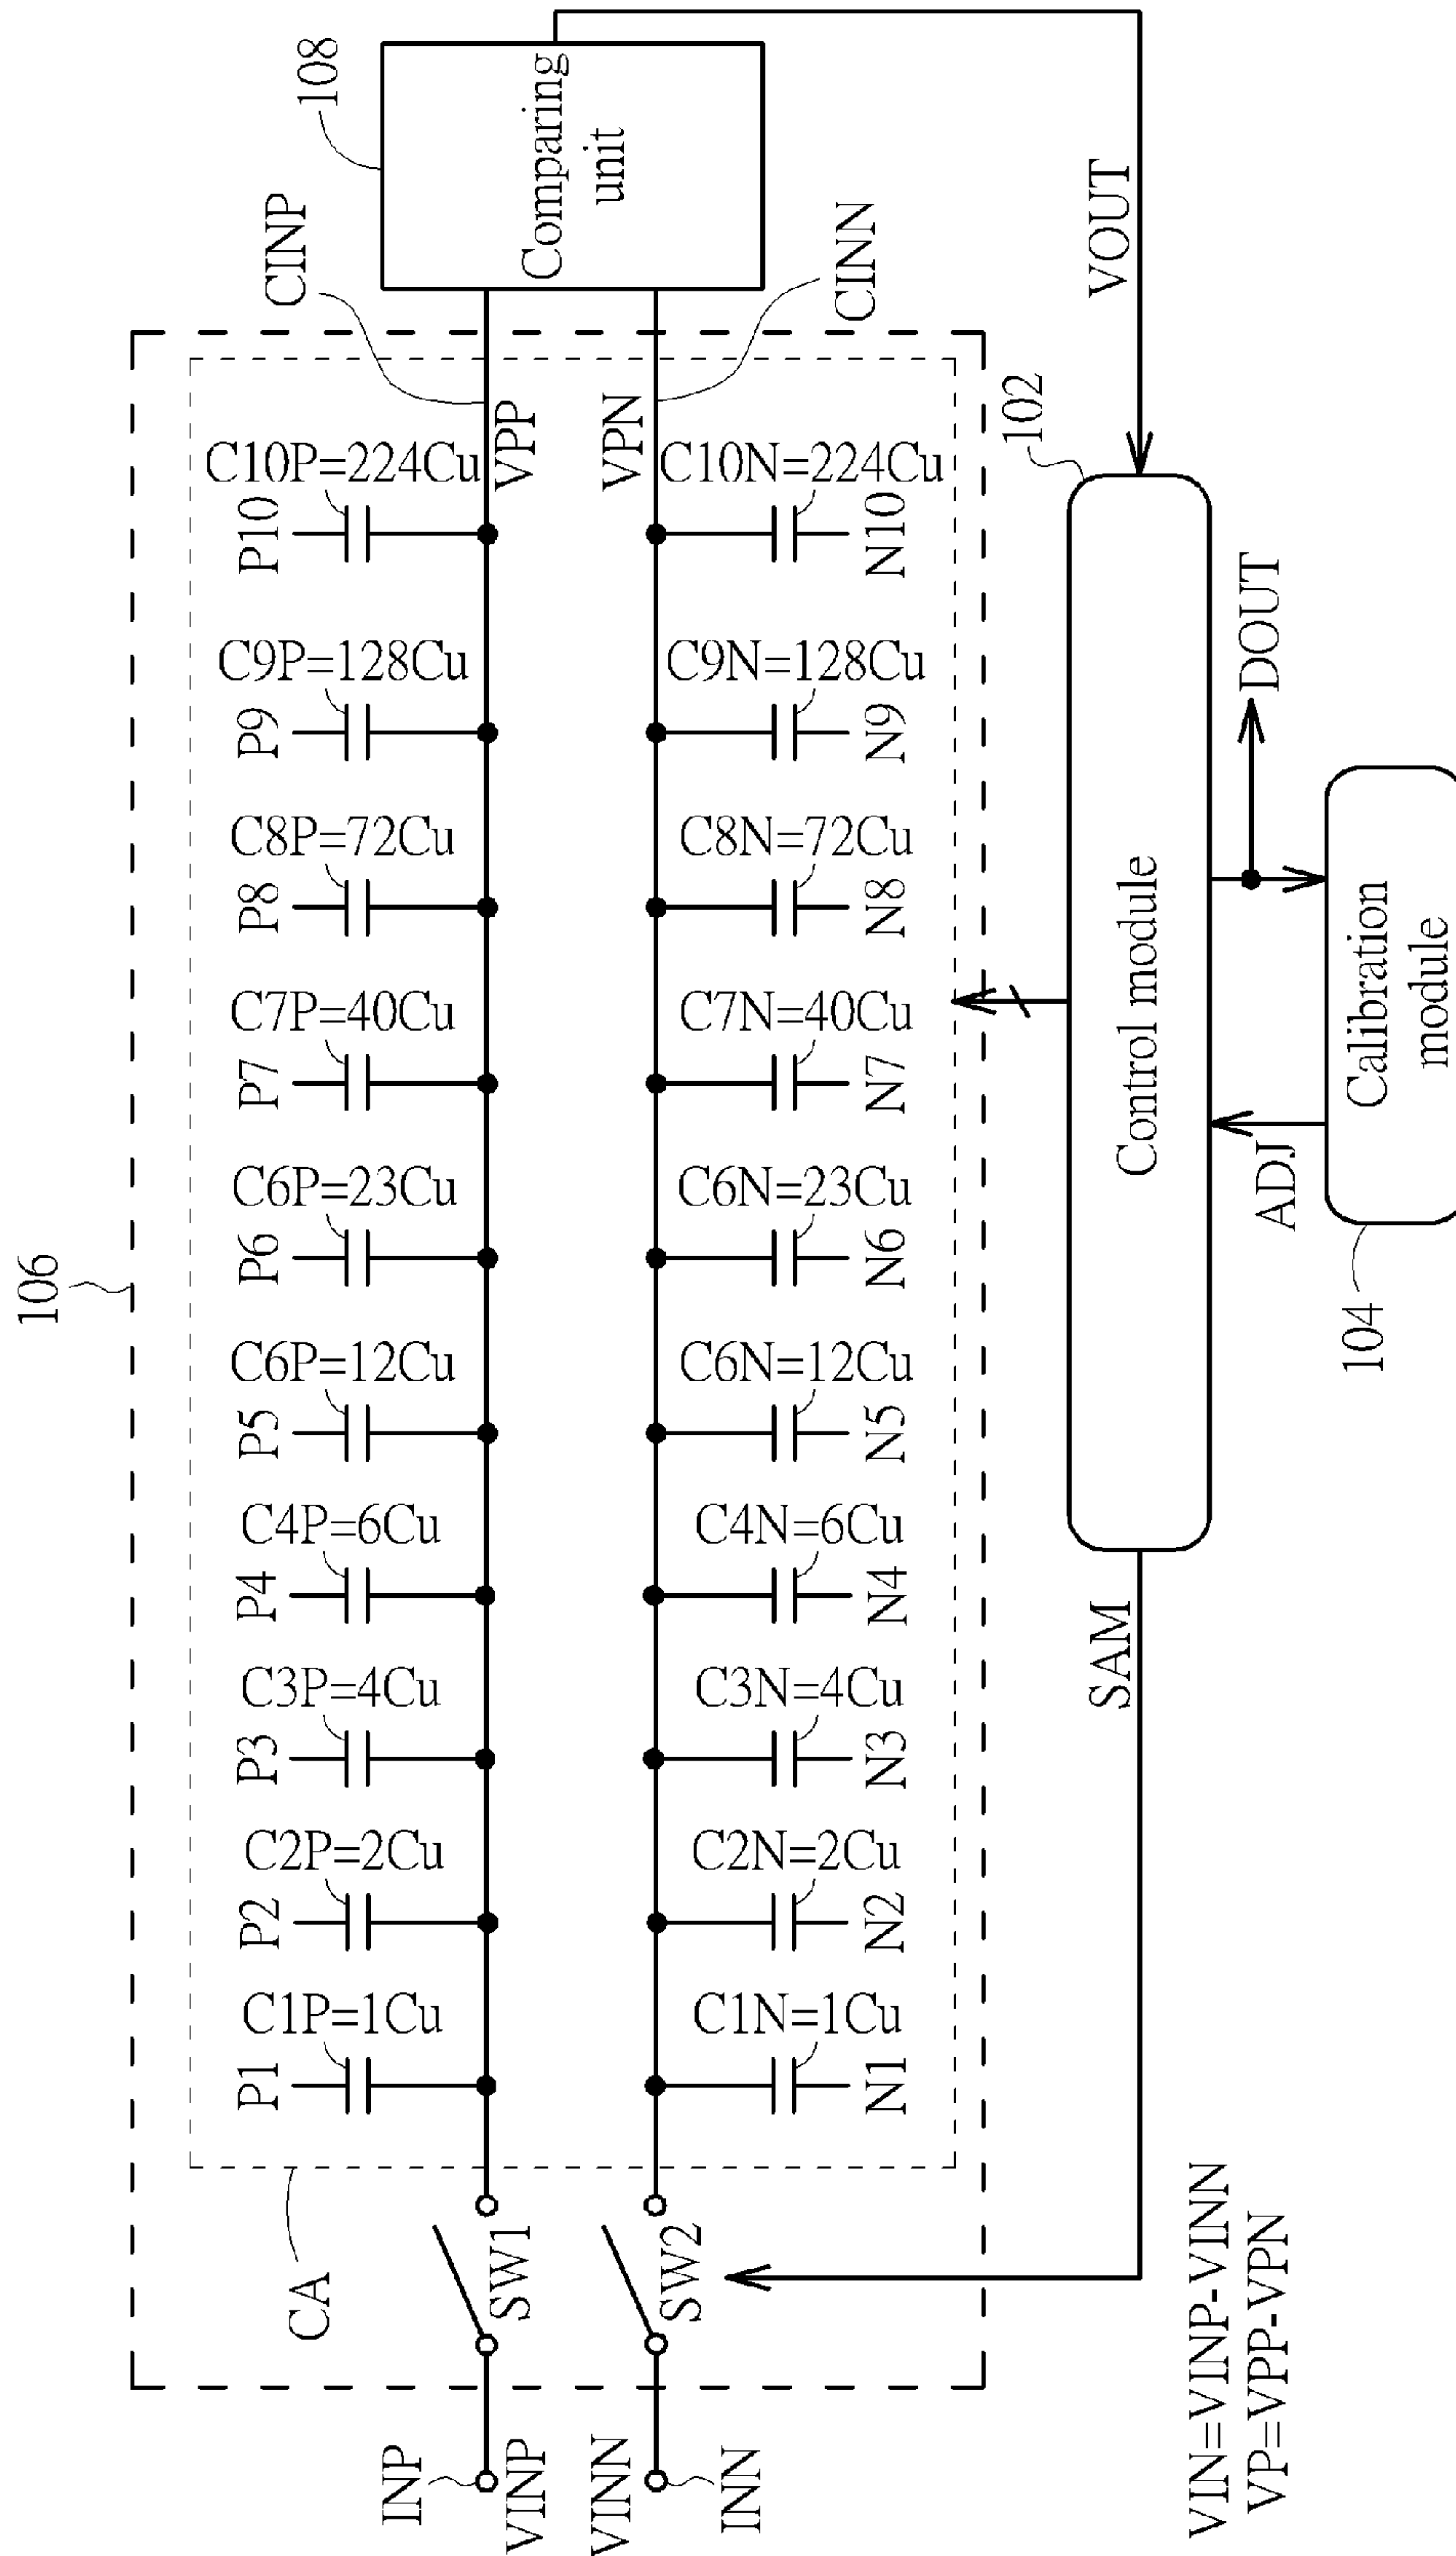 106
CA
INP
VINP
SW1
P1
C1P=1Cu
P2
C2P=2Cu
P3
C3P=4Cu
P4
C4P=6Cu
P5
C6P=12Cu
P6
C6P=23Cu
P7
C7P=40Cu
P8
C8P=72Cu
P9
C9P=128Cu
P10
C10P=224Cu
VPP
CINP
108
Comparing
unit
VINN
INN
SW2
C1N=1Cu
N1
C2N=2Cu
N2
C3N=4Cu
N3
C4N=6Cu
N4
C6N=12Cu
N5
C6N=23Cu
N6
C7N=40Cu
N7
C8N=72Cu
N8
C9N=128Cu
N9
C10N=224Cu
N10
VPN
CINN
SAM
Control module
102
VOUT
VIN=VINP-VINN
VP=VPP-VPN
ADJ
DOUT
104
Calibration
module